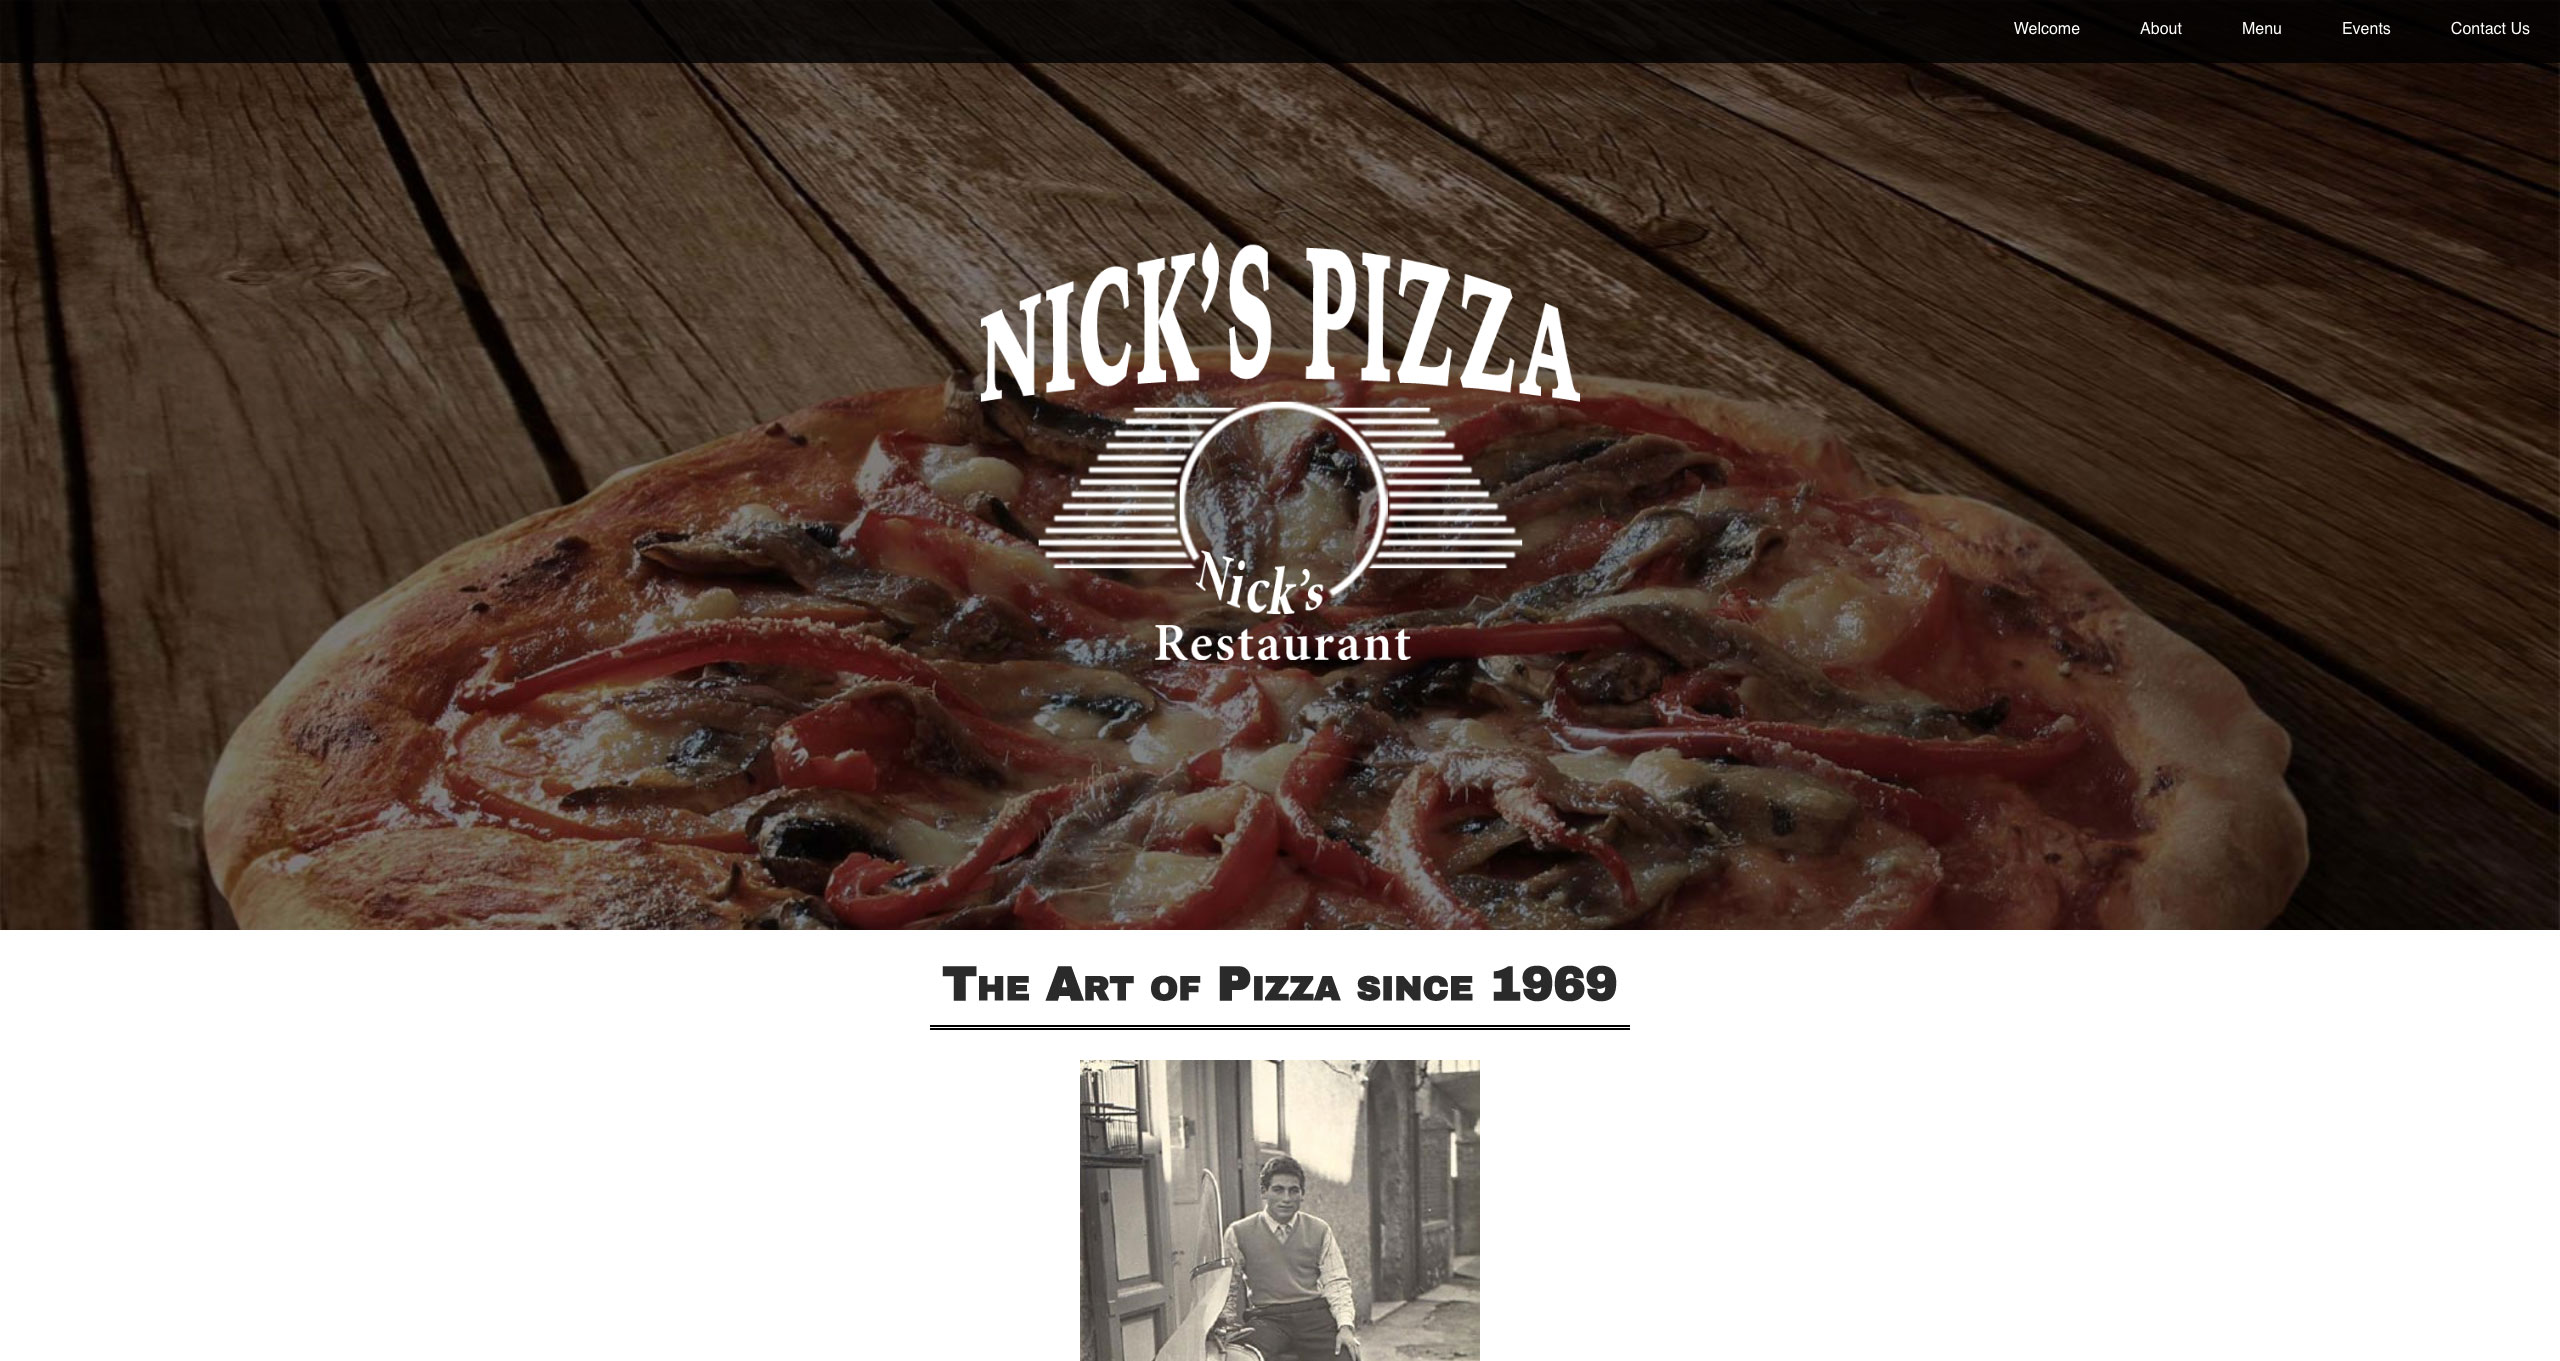 Welcome About Menu Events Contact Us
NICK'S PIZZA
Nick's
Restaurant
The Art of Pizza since 1969